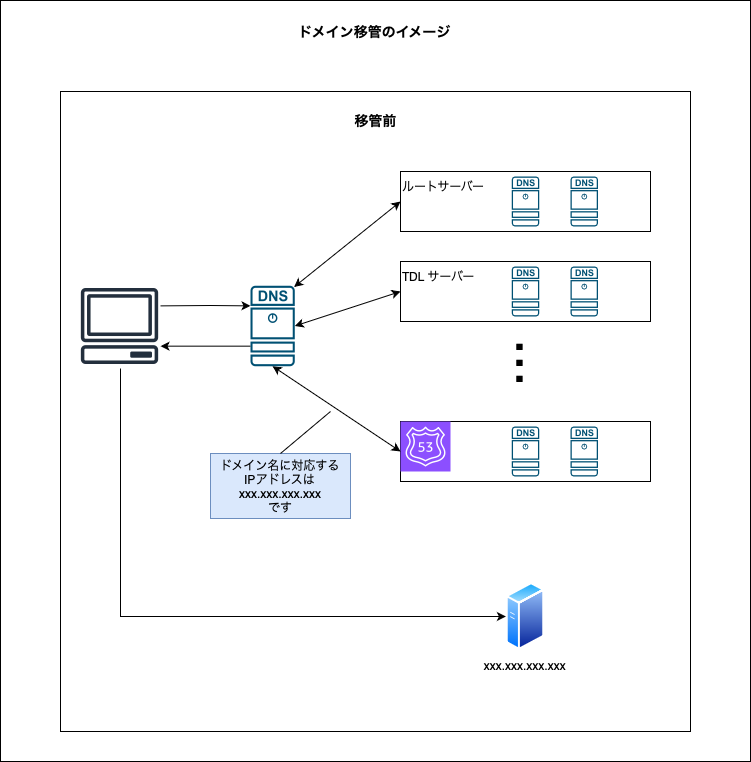 ドメイン移管のイメージ
移管前
ルートサーバー
DNS DNS
TDL サーバー
DNS DNS
DNS
53
DNS DNS
ドメイン名に対応する
IPアドレスは
xxx.xxx.xxx.xxx
です
xxx.xxx.xxx.xxx